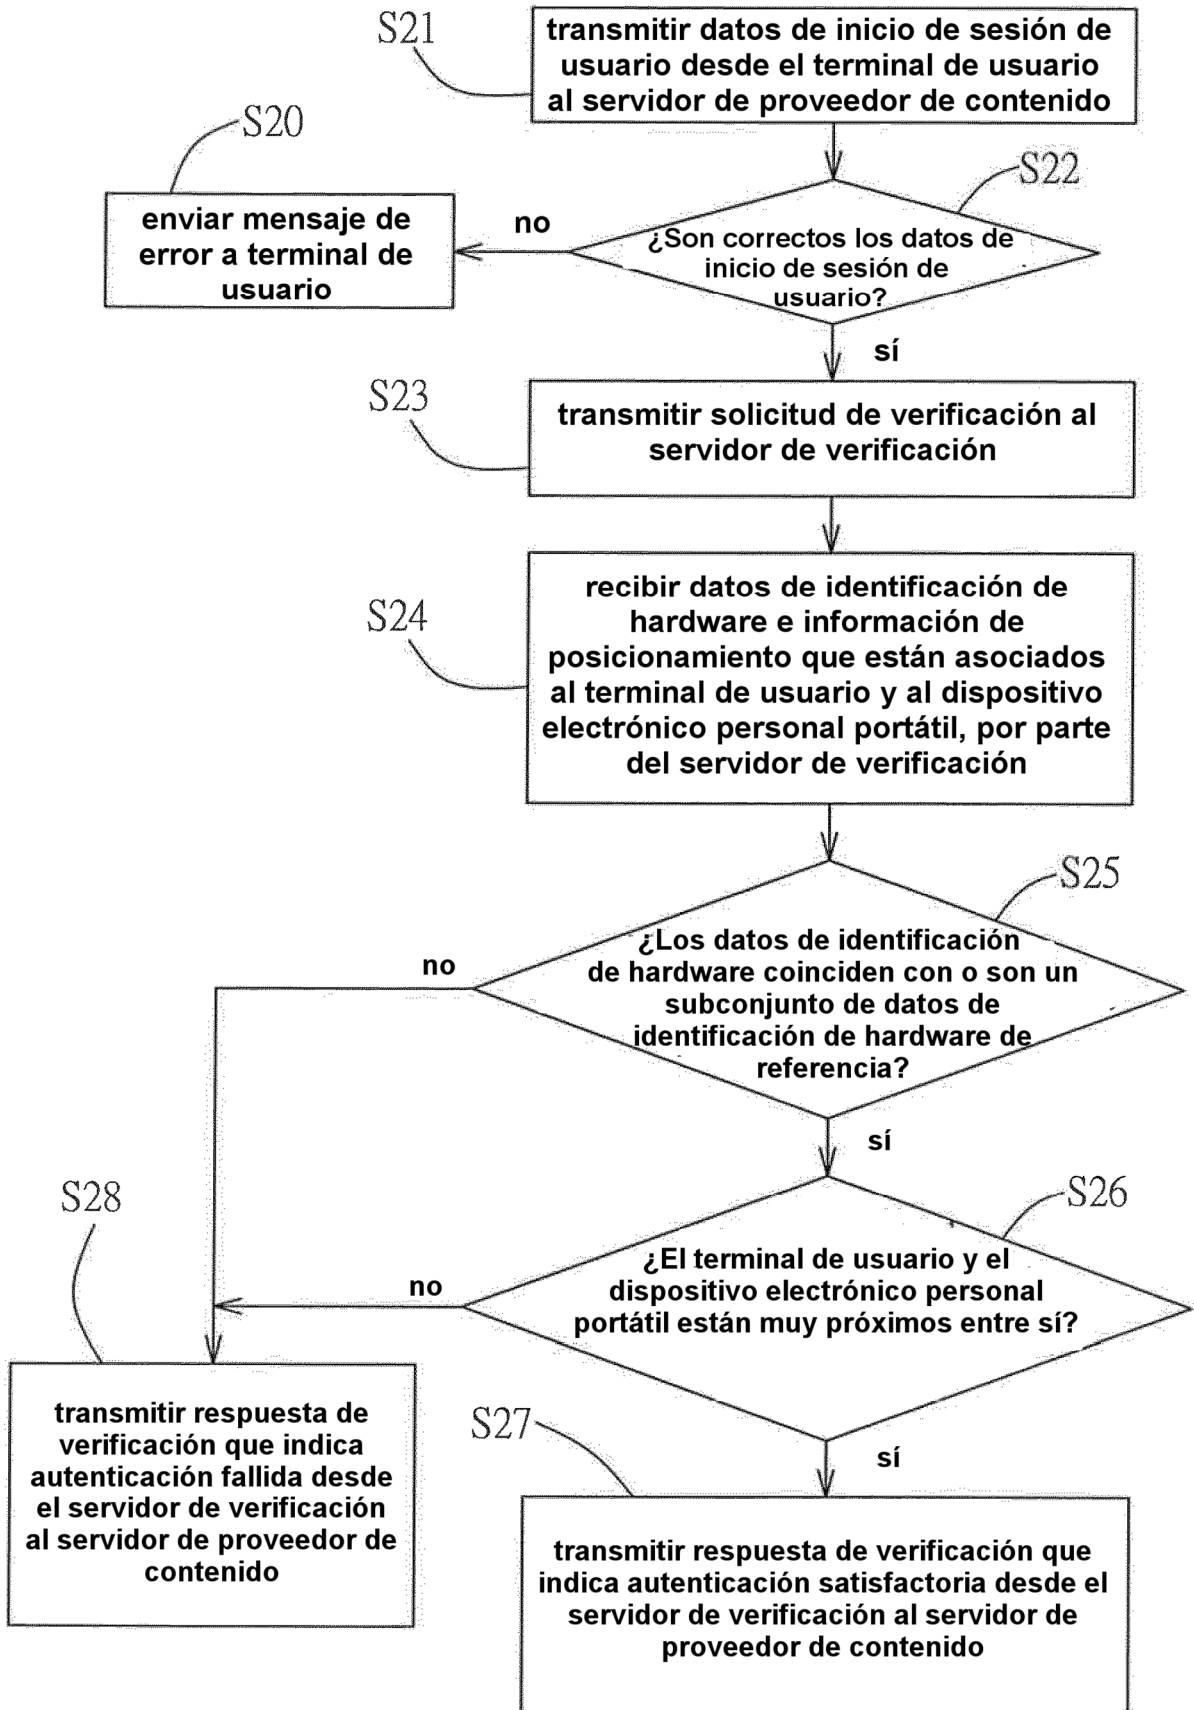 S21
transmitir datos de inicio de sesión de
usuario desde el terminal de usuario
al servidor de proveedor de contenido
S20
enviar mensaje de
error a terminal de
usuario
no
S22
¿Son correctos los datos de
inicio de sesión de
usuario?
sí
S23
transmitir solicitud de verificación al
servidor de verificación
S24
recibir datos de identificación de
hardware e información de
posicionamiento que están asociados
al terminal de usuario y al dispositivo
electrónico personal portátil, por parte
del servidor de verificación
S25
¿Los datos de identificación
de hardware coinciden con o son un
subconjunto de datos de
identificación de hardware de
referencia?
no
sí
S26
¿El terminal de usuario y el
dispositivo electrónico personal
portátil están muy próximos entre sí?
no
sí
S28
transmitir respuesta de
verificación que indica
autenticación fallida desde
el servidor de verificación
al servidor de proveedor de
contenido
S27
transmitir respuesta de verificación que
indica autenticación satisfactoria desde el
servidor de verificación al servidor de
proveedor de contenido